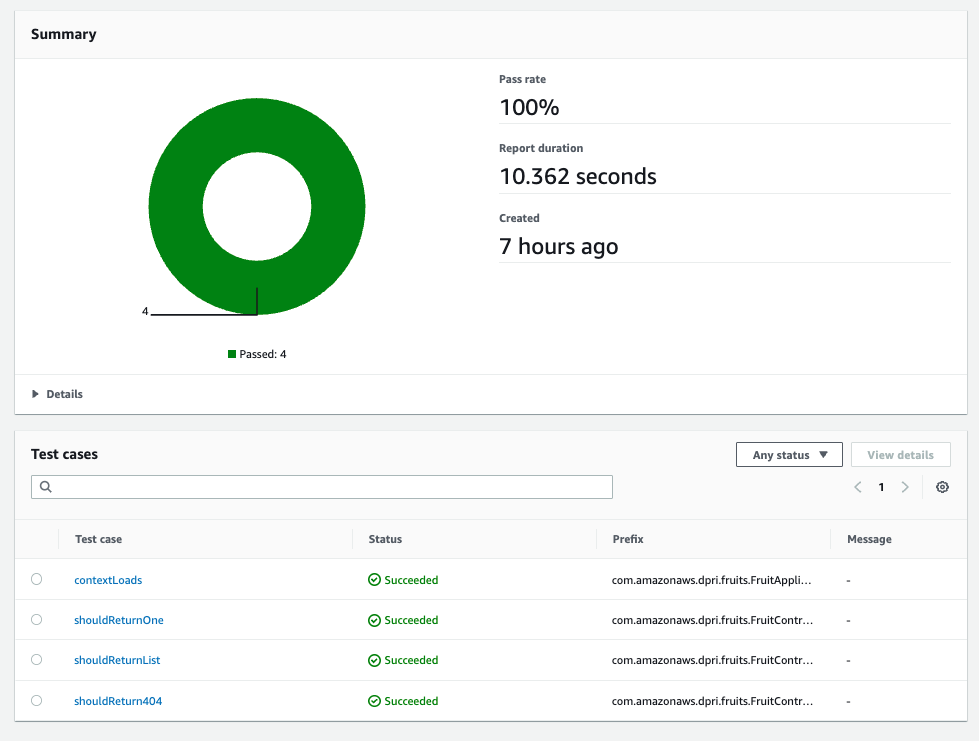 Summary
Pass rate
100%
Report duration
10.362 seconds
Created
7 hours ago
4
Passed: 4
Details
Test cases
Any status
View details
1
Test case Status Prefix Message
contextLoads Succeeded com.amazonaws.dpri.fruits.FruitAppli... -
shouldReturnOne Succeeded com.amazonaws.dpri.fruits.FruitContr... -
shouldReturnList Succeeded com.amazonaws.dpri.fruits.FruitContr... -
shouldReturn404 Succeeded com.amazonaws.dpri.fruits.FruitContr... -